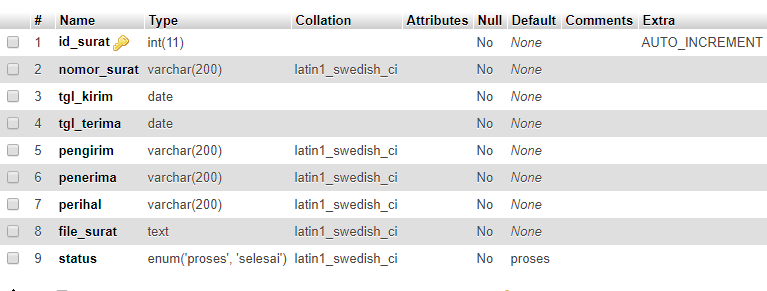 # Name Type Collation Attributes Null Default Comments Extra
1 id_surat int(11) No None AUTO_INCREMENT
2 nomor_surat varchar(200) latin1_swedish_ci No None
3 tgl_kirim date No None
4 tgl_terima date No None
5 pengirim varchar(200) latin1_swedish_ci No None
6 penerima varchar(200) latin1_swedish_ci No None
7 perihal varchar(200) latin1_swedish_ci No None
8 file_surat text latin1_swedish_ci No None
9 status enum('proses', 'selesai') latin1_swedish_ci No proses